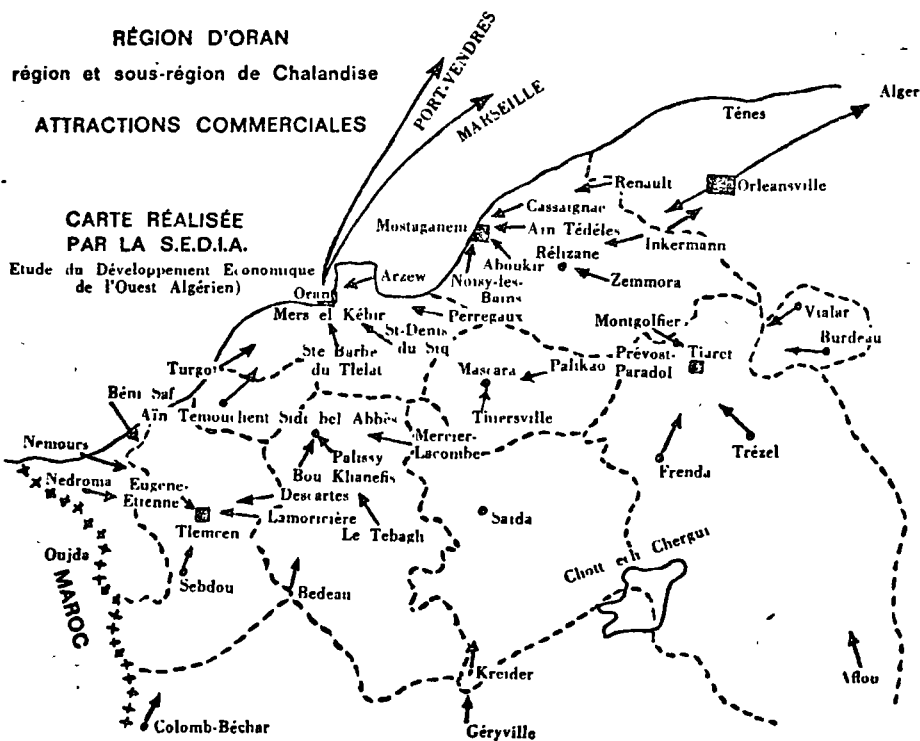 RÉGION D'ORAN
région et sous-région de Chalandise
ATTRACTIONS COMMERCIALES
CARTE RÉALISÉE
PAR LA S.E.D.I.A.
Etude du Développement Economique
de l'Ouest Algérien)
PORT-VENDRES
MARSEILLE
Alger
Ténes
Renault
Orleansville
Cassaignac
Mostaganem
Aïn Tédélès
Inkermann
Rélizane
Aboukir
Noisy-les-
Bains
Zemmora
Arzew
Oran
Mers el Kébir
Perregaux
St-Denis
du Sig
Montgolfier
Vialar
Burdeau
Tiaret
Prévost-
Paradol
Ste Barbe
du Tlelat
Turgot
Mascara
Palikao
Thiersville
Béni Saf
Aïn Témouchent
Sidi bel Abbès
Mercier-
Lacombe
Palissy
Bou Khanefis
Nemours
Nedroma
Eugene-
Etienne
Descartes
Lamoricière
Le Tebagh
Tlemcen
Trézel
Frenda
Saïda
Oujda
MAROC
Sebdou
Bedeau
Chott ech Chergui
Kreider
Aflou
Colomb-Béchar
Géryville